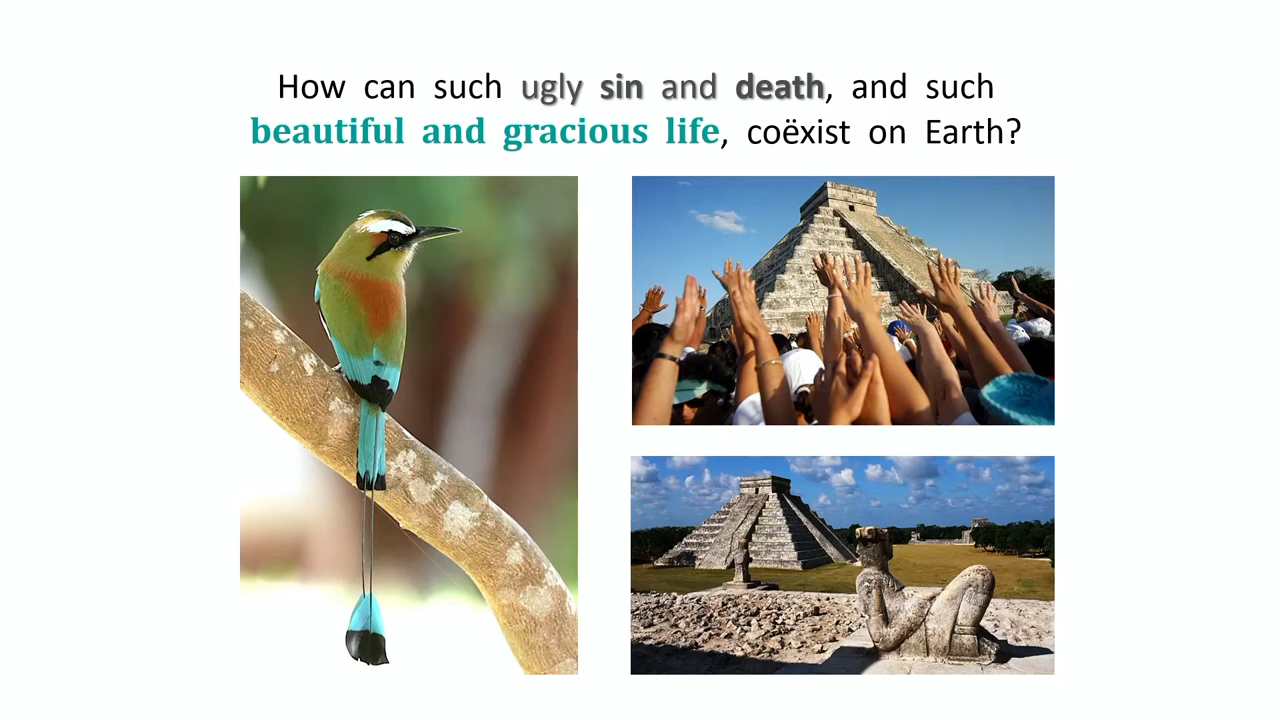 How can such ugly sin and death, and such
beautiful and gracious life, coëxist on Earth?